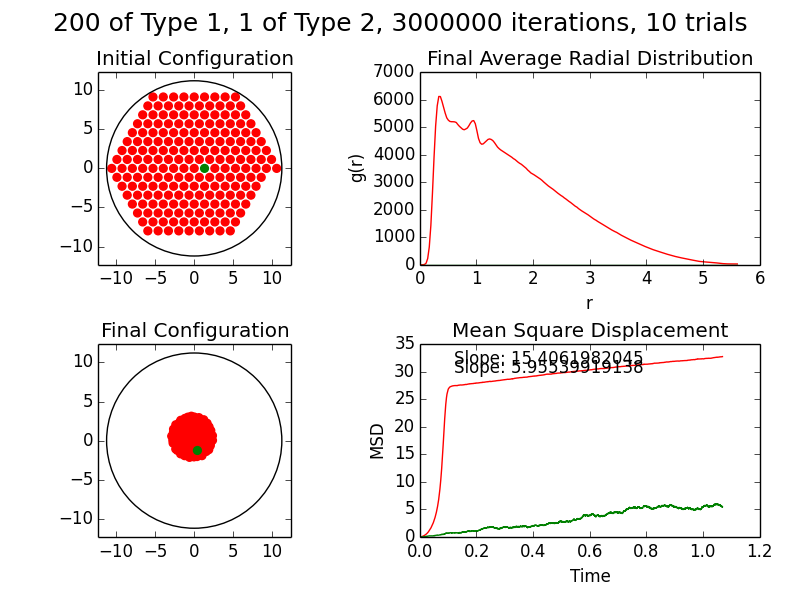 200 of Type 1, 1 of Type 2, 3000000 iterations, 10 trials
Initial Configuration
10
5
0
−5
−10
−10 −5 0 5 10
Final Average Radial Distribution
g(r)
7000
6000
5000
4000
3000
2000
1000
0
0 1 2 3 4 5 6
r
Final Configuration
10
5
0
−5
−10
−10 −5 0 5 10
Mean Square Displacement
MSD
35
30
25
20
15
10
5
0
Slope: 15.4061982045
Slope: 5.95539919158
0.0 0.2 0.4 0.6 0.8 1.0 1.2
Time